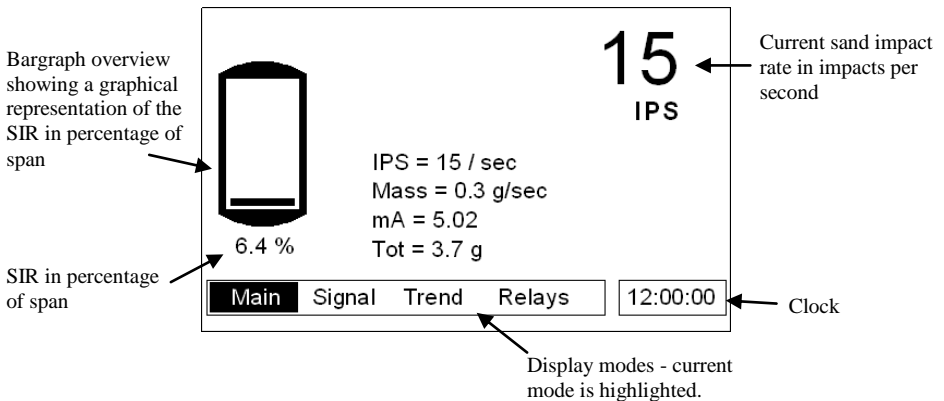 Bargraph overview
showing a graphical
representation of the
SIR in percentage of
span
SIR in percentage
of span
15
IPS
IPS = 15 / sec
Mass = 0.3 g/sec
mA = 5.02
Tot = 3.7 g
6.4 %
Main Signal Trend Relays
12:00:00
Current sand impact
rate in impacts per
second
Clock
Display modes - current
mode is highlighted.